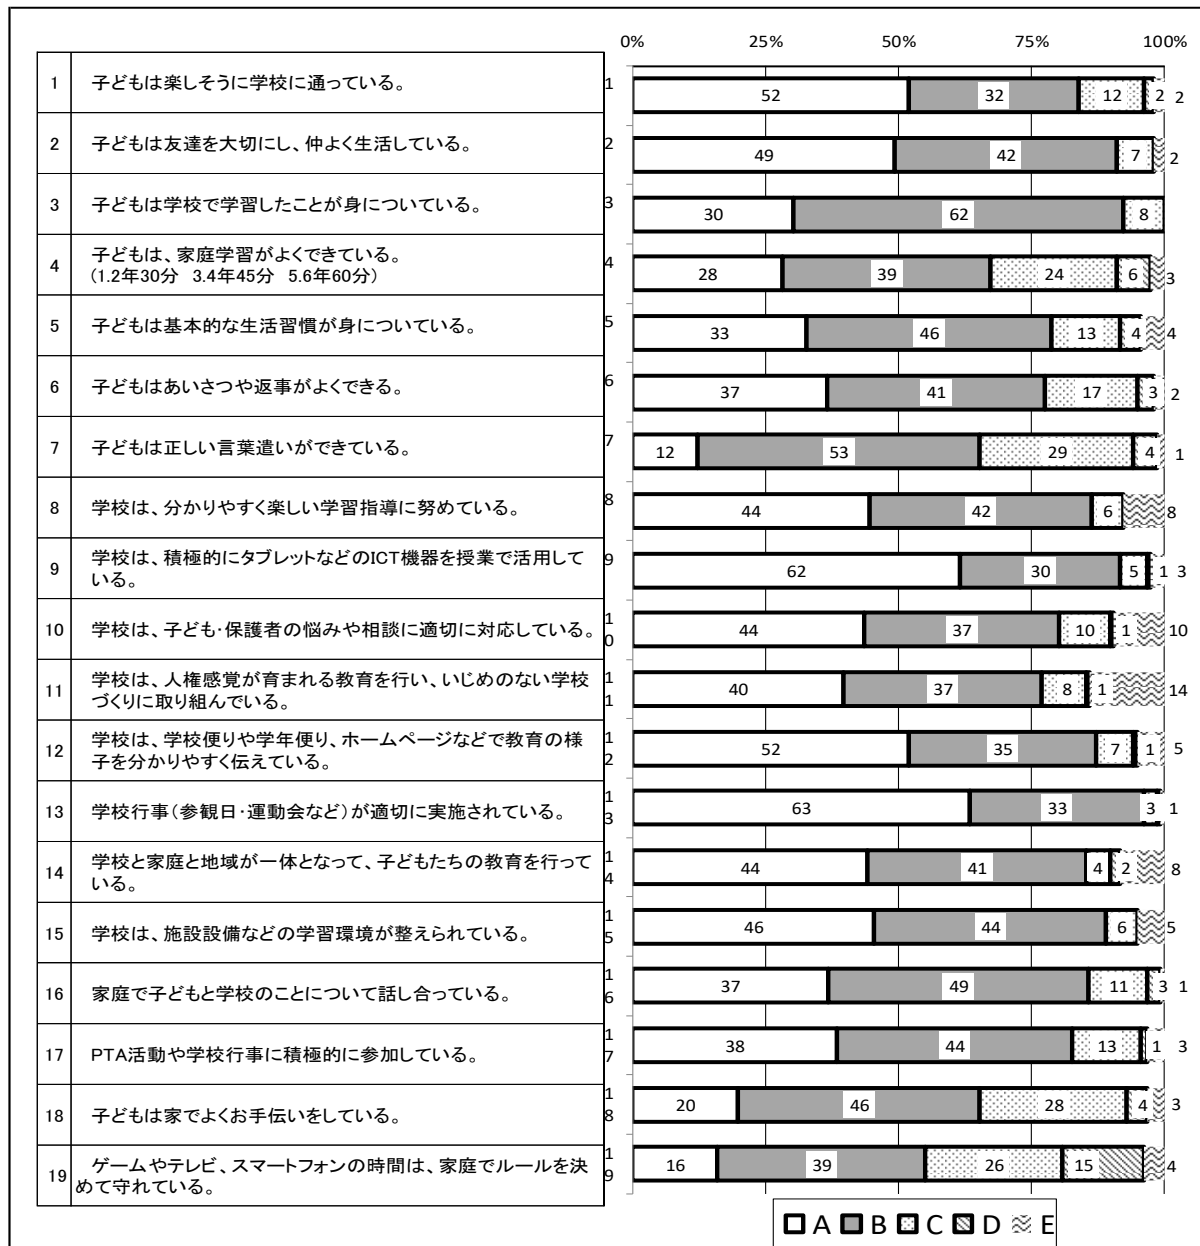 0% 25% 50% 75% 100%
1 子どもは楽しそうに学校に通っている。 1 52 32 12 2 2
2 子どもは友達を大切にし、仲よく生活している。 2 49 42 7 2
3 子どもは学校で学習したことが身についている。 3 30 62 8
4 子どもは、家庭学習がよくできている。
(1.2年30分 3.4年45分 5.6年60分) 4 28 39 24 6 3
5 子どもは基本的な生活習慣が身についている。 5 33 46 13 4 4
6 子どもはあいさつや返事がよくできる。 6 37 41 17 3 2
7 子どもは正しい言葉遣いができている。 7 12 53 29 4 1
8 学校は、分かりやすく楽しい学習指導に努めている。 8 44 42 6 8
9 学校は、積極的にタブレットなどのICT機器を授業で活用して
いる。 9 62 30 5 1 3
10 学校は、子ども・保護者の悩みや相談に適切に対応している。 10 44 37 10 1 10
11 学校は、人権感覚が育まれる教育を行い、いじめのない学校
づくりに取り組んでいる。 11 40 37 8 1 14
12 学校は、学校便りや学年便り、ホームページなどで教育の様
子を分かりやすく伝えている。 12 52 35 7 1 5
13 学校行事(参観日・運動会など)が適切に実施されている。 13 63 33 3 1
14 学校と家庭と地域が一体となって、子どもたちの教育を行って
いる。 14 44 41 4 2 8
15 学校は、施設設備などの学習環境が整えられている。 15 46 44 6 5
16 家庭で子どもと学校のことについて話し合っている。 16 37 49 11 3 1
17 PTA活動や学校行事に積極的に参加している。 17 38 44 13 1 3
18 子どもは家でよくお手伝いをしている。 18 20 46 28 4 3
19 ゲームやテレビ、スマートフォンの時間は、家庭でルールを決
めて守れている。 19 16 39 26 15 4
A B C D E